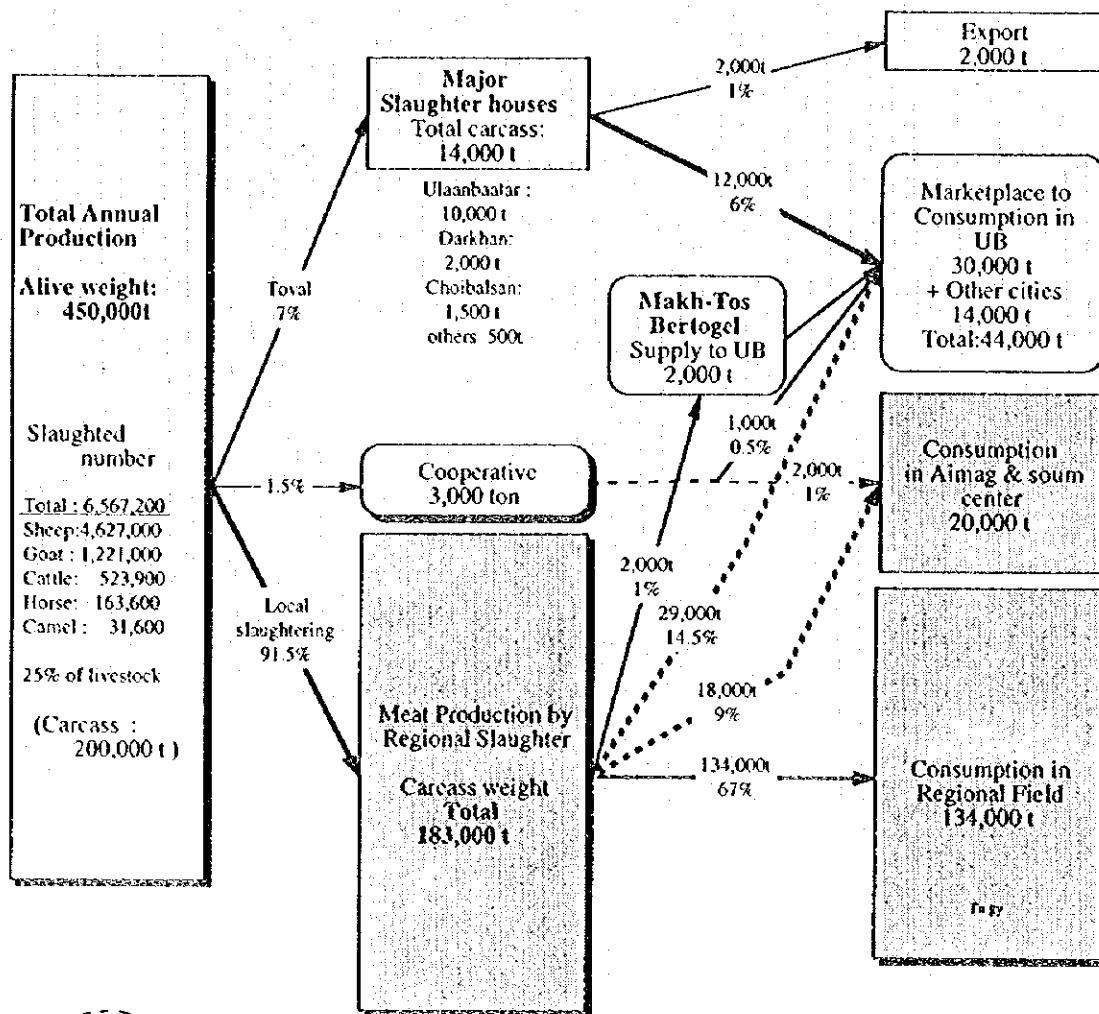 Total Annual
Production
Alive weight:
450,000t
Slaughted
number
Total : 6,567,200
Sheep:4,627,000
Goat : 1,221,000
Cattle: 523,900
Horse: 163,600
Camel : 31,600
25% of livestock
(Carcass :
200,000 t )
Toval
7%
1.5%
Local
slaughtering
91.5%
Major
Slaughter houses
Total carcass:
14,000 t
Ulaanbaatar :
10,000 t
Darkhan:
2,000 t
Choibalsan:
1,500 t
others 500t
Cooperative
3,000 ton
Meat Production by
Regional Slaughter
Carcass weight
Total
183,000 t
Makh-Tos
Bertogel
Supply to UB
2,000 t
2,000t
1%
12,000t
6%
1,000t
0.5%
2,000t
1%
2,000t
1%
29,000t
14.5%
18,000t
9%
134,000t
67%
Export
2,000 t
Marketplace to
Consumption in
UB
30,000 t
+ Other cities
14,000 t
Total:44,000 t
Consumption
in Aimag & soum
center
20,000 t
Consumption in
Regional Field
134,000 t